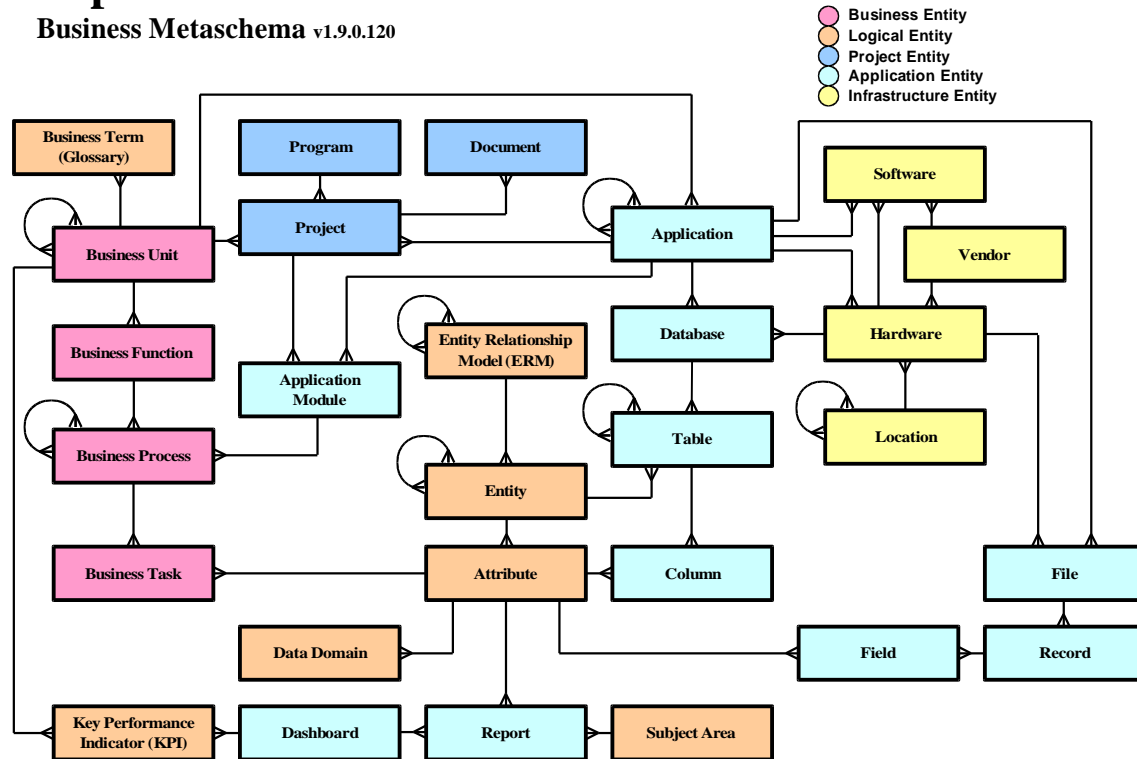 Business Metaschema v1.9.0.120
Business Entity
Logical Entity
Project Entity
Application Entity
Infrastructure Entity
Business Term
(Glossary)
Program
Document
Software
Project
Application
Business Unit
Vendor
Database
Hardware
Entity Relationship
Model (ERM)
Business Function
Application
Module
Table
Location
Business Process
Entity
Business Task
Attribute
Column
File
Data Domain
Field
Record
Key Performance
Indicator (KPI)
Dashboard
Report
Subject Area